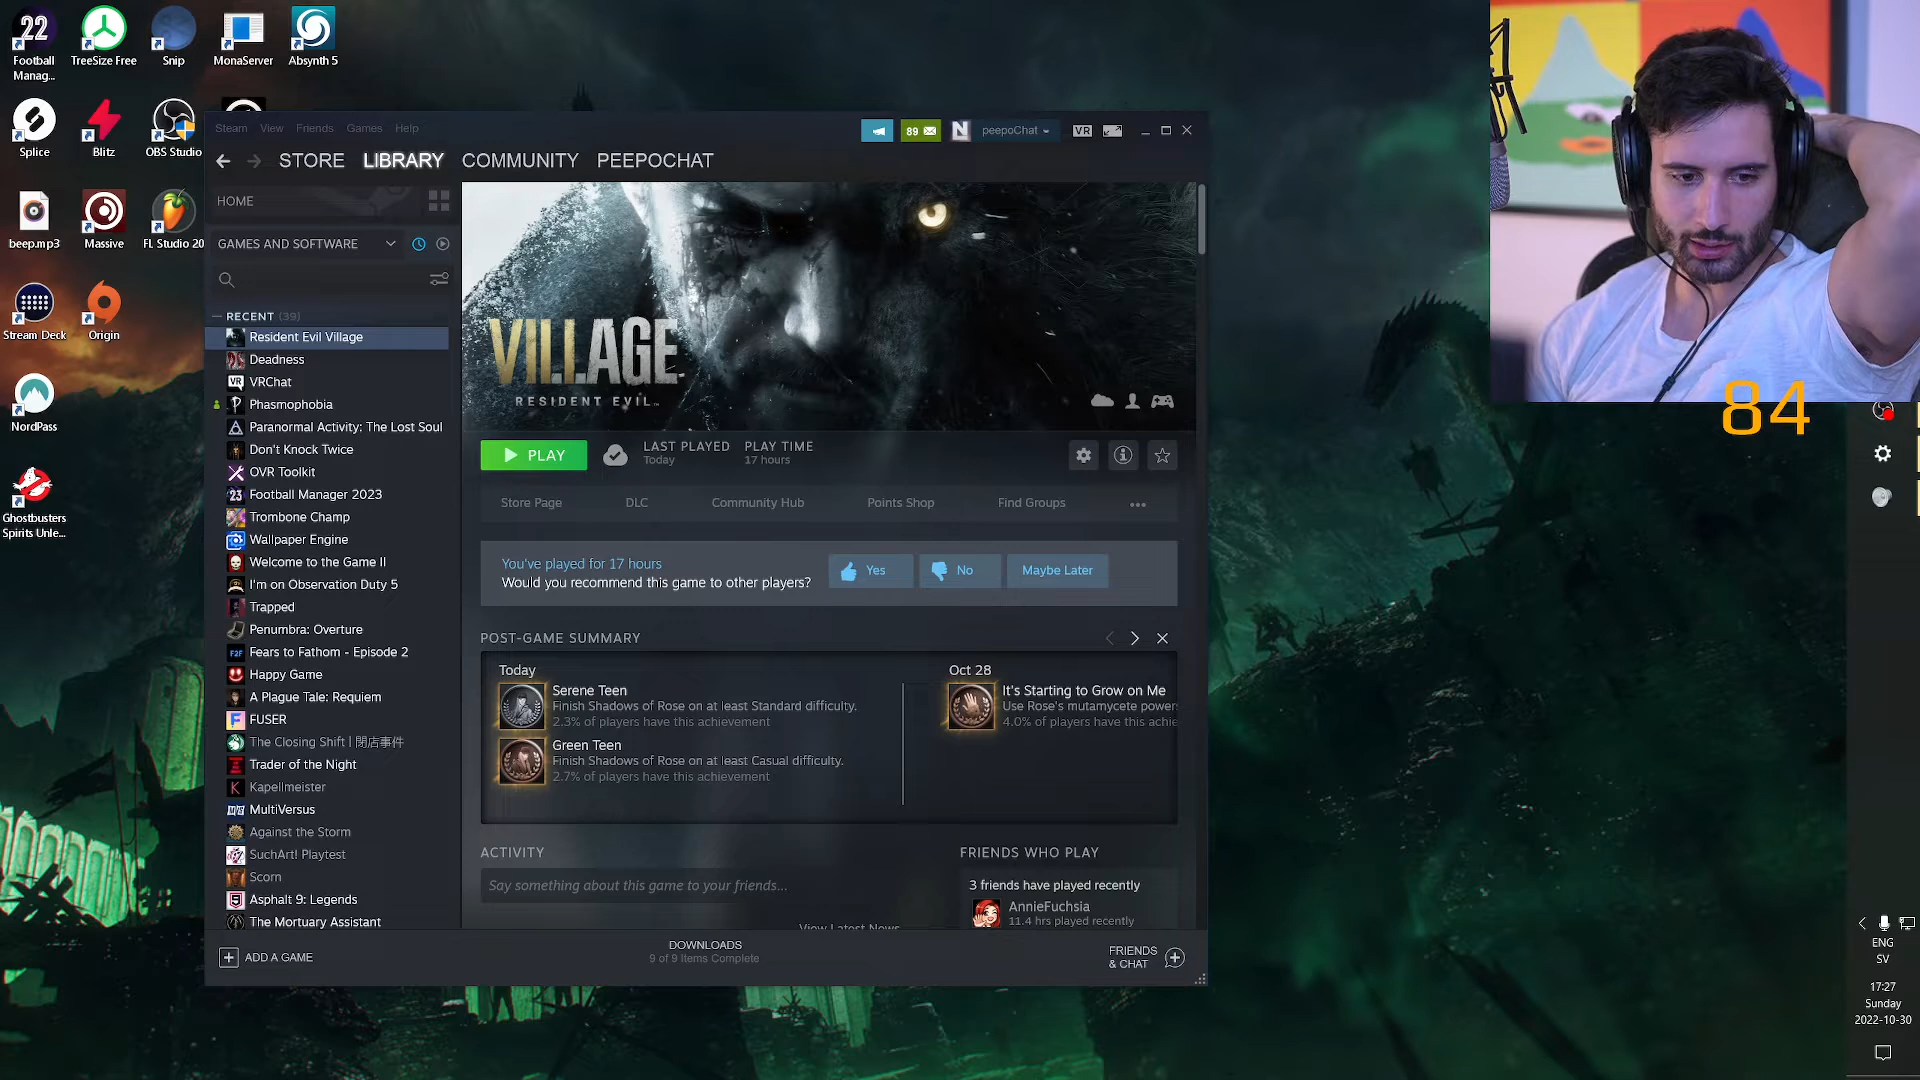 Football
Manag...
TreeSize Free
Snip
MonaServer
Absynth 5
Splice
Blitz
OBS Studio
beep.mp3
Massive
FL Studio 20
Stream Deck
Origin
NordPass
Ghostbusters
Spirits Unle...
Steam View Friends Games Help
89
peepoChat
VR
STORE LIBRARY COMMUNITY PEEPOCHAT
HOME
GAMES AND SOFTWARE
RECENT (39)
Resident Evil Village
Deadness
VRChat
Phasmophobia
Paranormal Activity: The Lost Soul
Don't Knock Twice
OVR Toolkit
Football Manager 2023
Trombone Champ
Wallpaper Engine
Welcome to the Game II
I'm on Observation Duty 5
Trapped
Penumbra: Overture
Fears to Fathom - Episode 2
Happy Game
A Plague Tale: Requiem
FUSER
The Closing Shift | 閉店事件
Trader of the Night
Kapellmeister
MultiVersus
Against the Storm
SuchArt! Playtest
Scorn
Asphalt 9: Legends
The Mortuary Assistant
VILLAGE
RESIDENT EVIL
PLAY
LAST PLAYED
Today
PLAY TIME
17 hours
Store Page DLC Community Hub Points Shop Find Groups
You've played for 17 hours
Would you recommend this game to other players?
Yes
No
Maybe Later
POST-GAME SUMMARY
Today
Serene Teen
Finish Shadows of Rose on at least Standard difficulty.
2.3% of players have this achievement
Green Teen
Finish Shadows of Rose on at least Casual difficulty.
2.7% of players have this achievement
Oct 28
It's Starting to Grow on Me
Use Rose's mutamycete powers
4.0% of players have this achie
ACTIVITY
Say something about this game to your friends...
View Latest News
FRIENDS WHO PLAY
3 friends have played recently
AnnieFuchsia
11.4 hrs played recently
ADD A GAME
DOWNLOADS
9 of 9 Items Complete
FRIENDS
& CHAT
84
ENG
SV
17:27
Sunday
2022-10-30